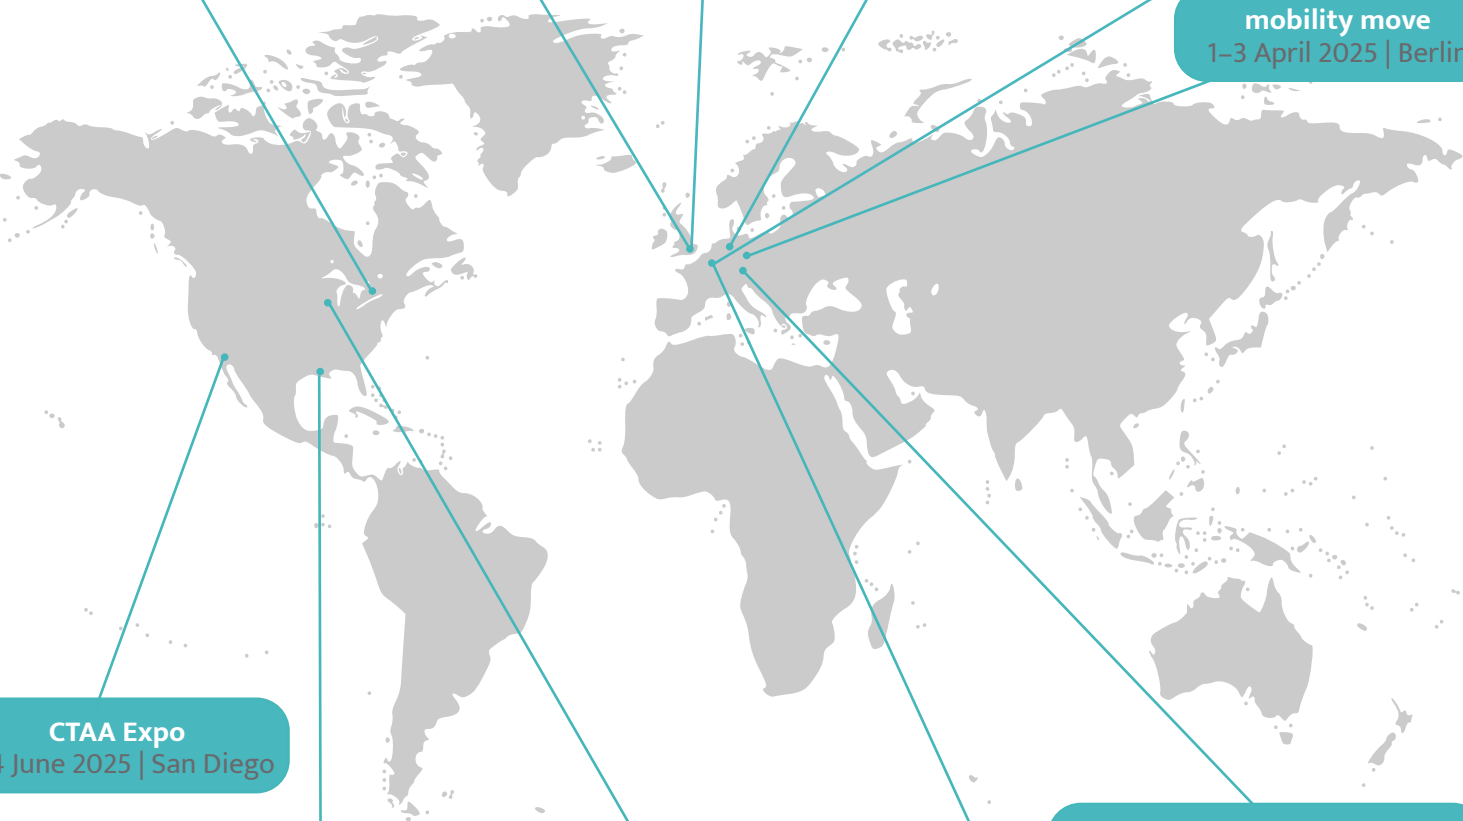 mobility move
1–3 April 2025 | Berlin
CTAA Expo
June 2025 | San Diego